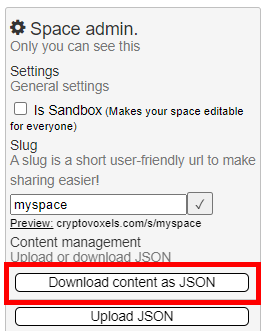 Space admin.
Only you can see this
Settings
General settings
Is Sandbox (Makes your space editable
for everyone)
Slug
A slug is a short user-friendly url to make
sharing easier!
myspace ✓
Preview: cryptovoxels.com/s/myspace
Content management
Upload or download JSON
Download content as JSON
Upload JSON